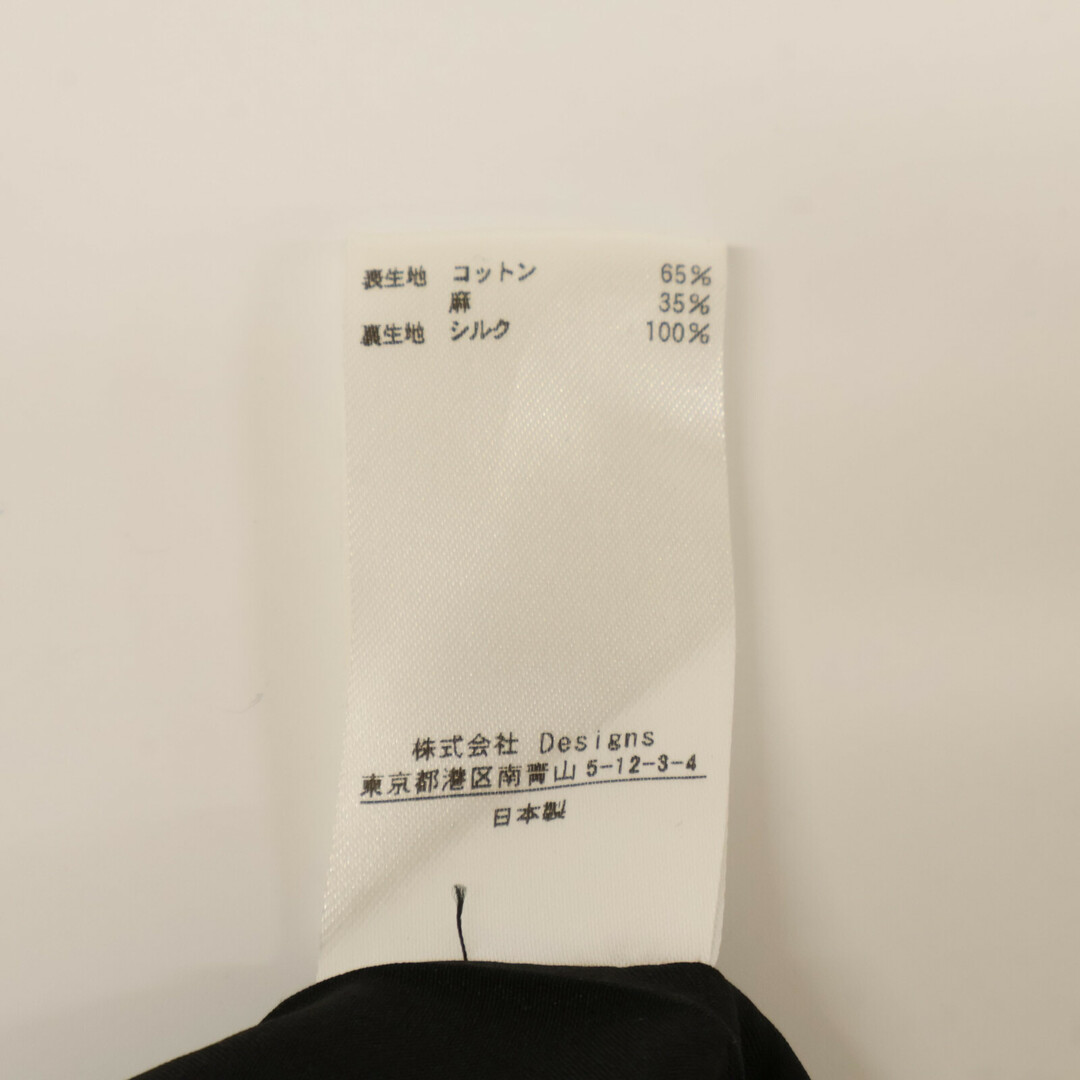 表生地 コットン 65%
麻 35%
裏生地 シルク 100%
株式会社 Designs
東京都港区南青山 5-12-3-4
日本製